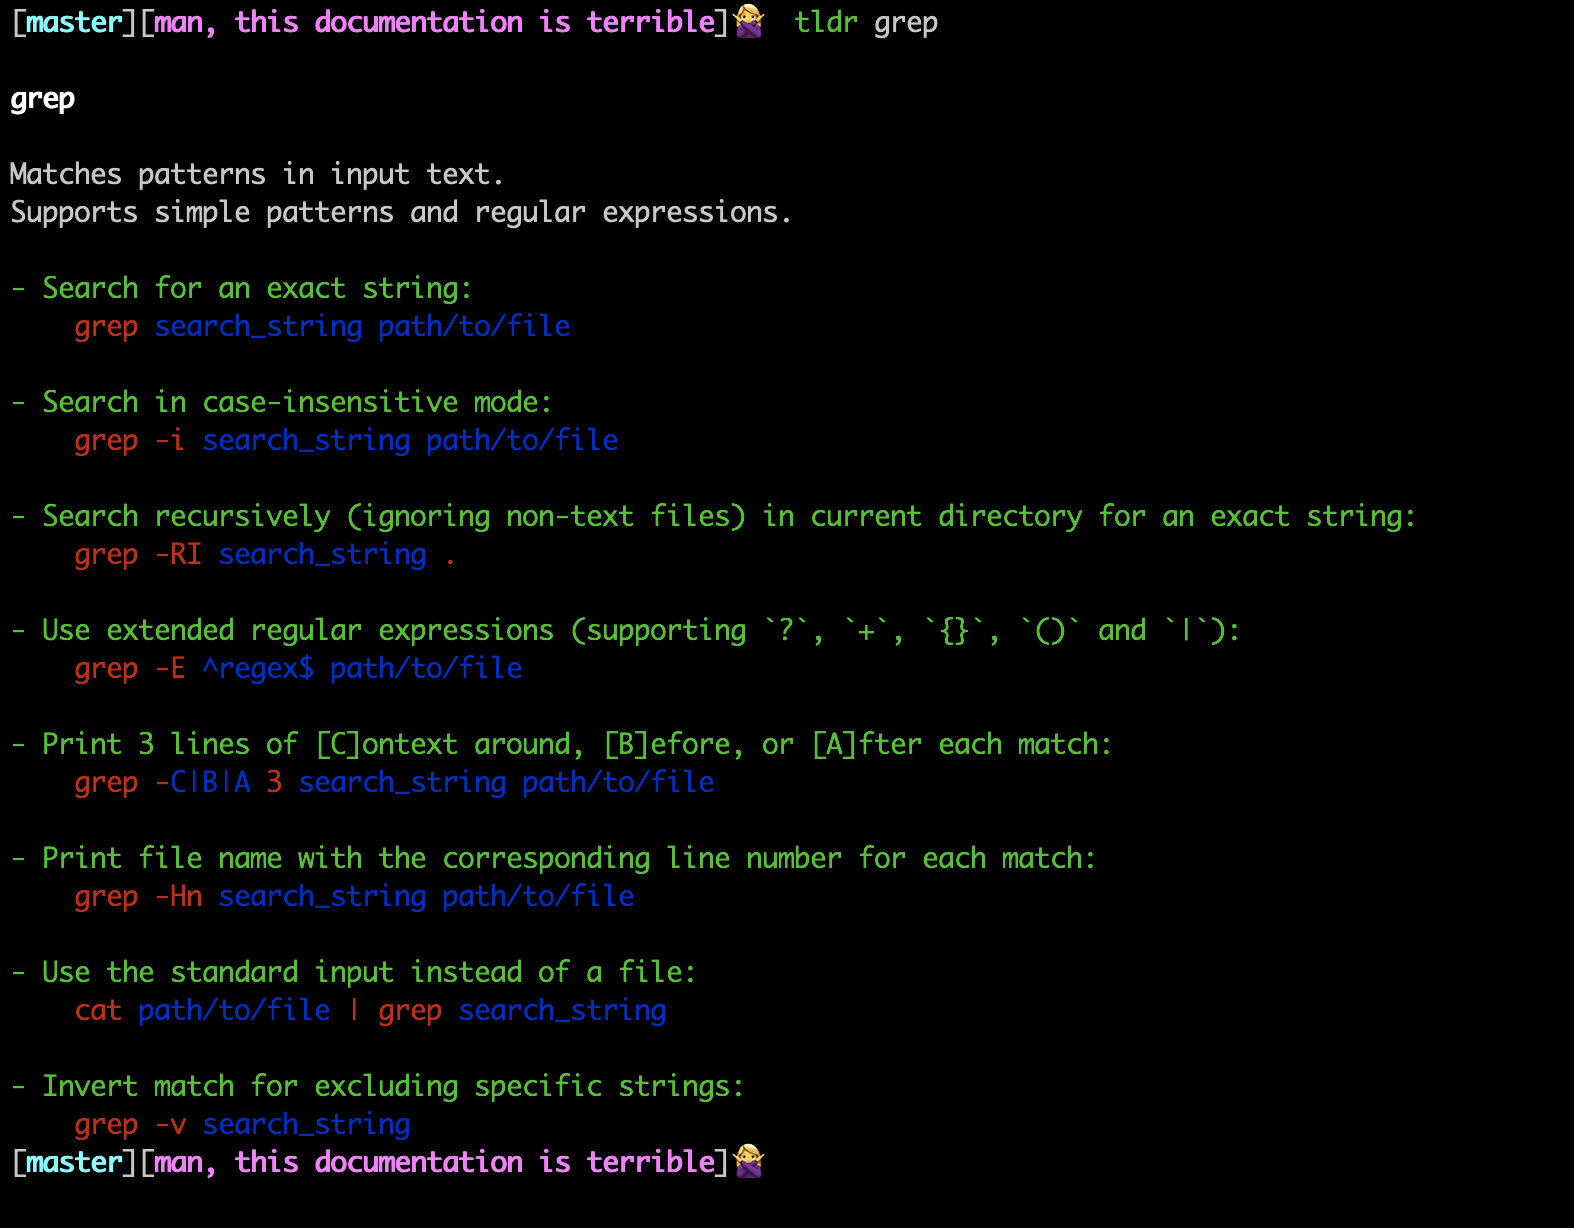 [master][man, this documentation is terrible]🙅 tldr grep
grep
Matches patterns in input text.
Supports simple patterns and regular expressions.
- Search for an exact string:
grep search_string path/to/file
- Search in case-insensitive mode:
grep -i search_string path/to/file
- Search recursively (ignoring non-text files) in current directory for an exact string:
grep -RI search_string .
- Use extended regular expressions (supporting `?`, `+`, `{}`, `()` and `|`):
grep -E ^regex$ path/to/file
- Print 3 lines of [C]ontext around, [B]efore, or [A]fter each match:
grep -C|B|A 3 search_string path/to/file
- Print file name with the corresponding line number for each match:
grep -Hn search_string path/to/file
- Use the standard input instead of a file:
cat path/to/file | grep search_string
- Invert match for excluding specific strings:
grep -v search_string
[master][man, this documentation is terrible]🙅